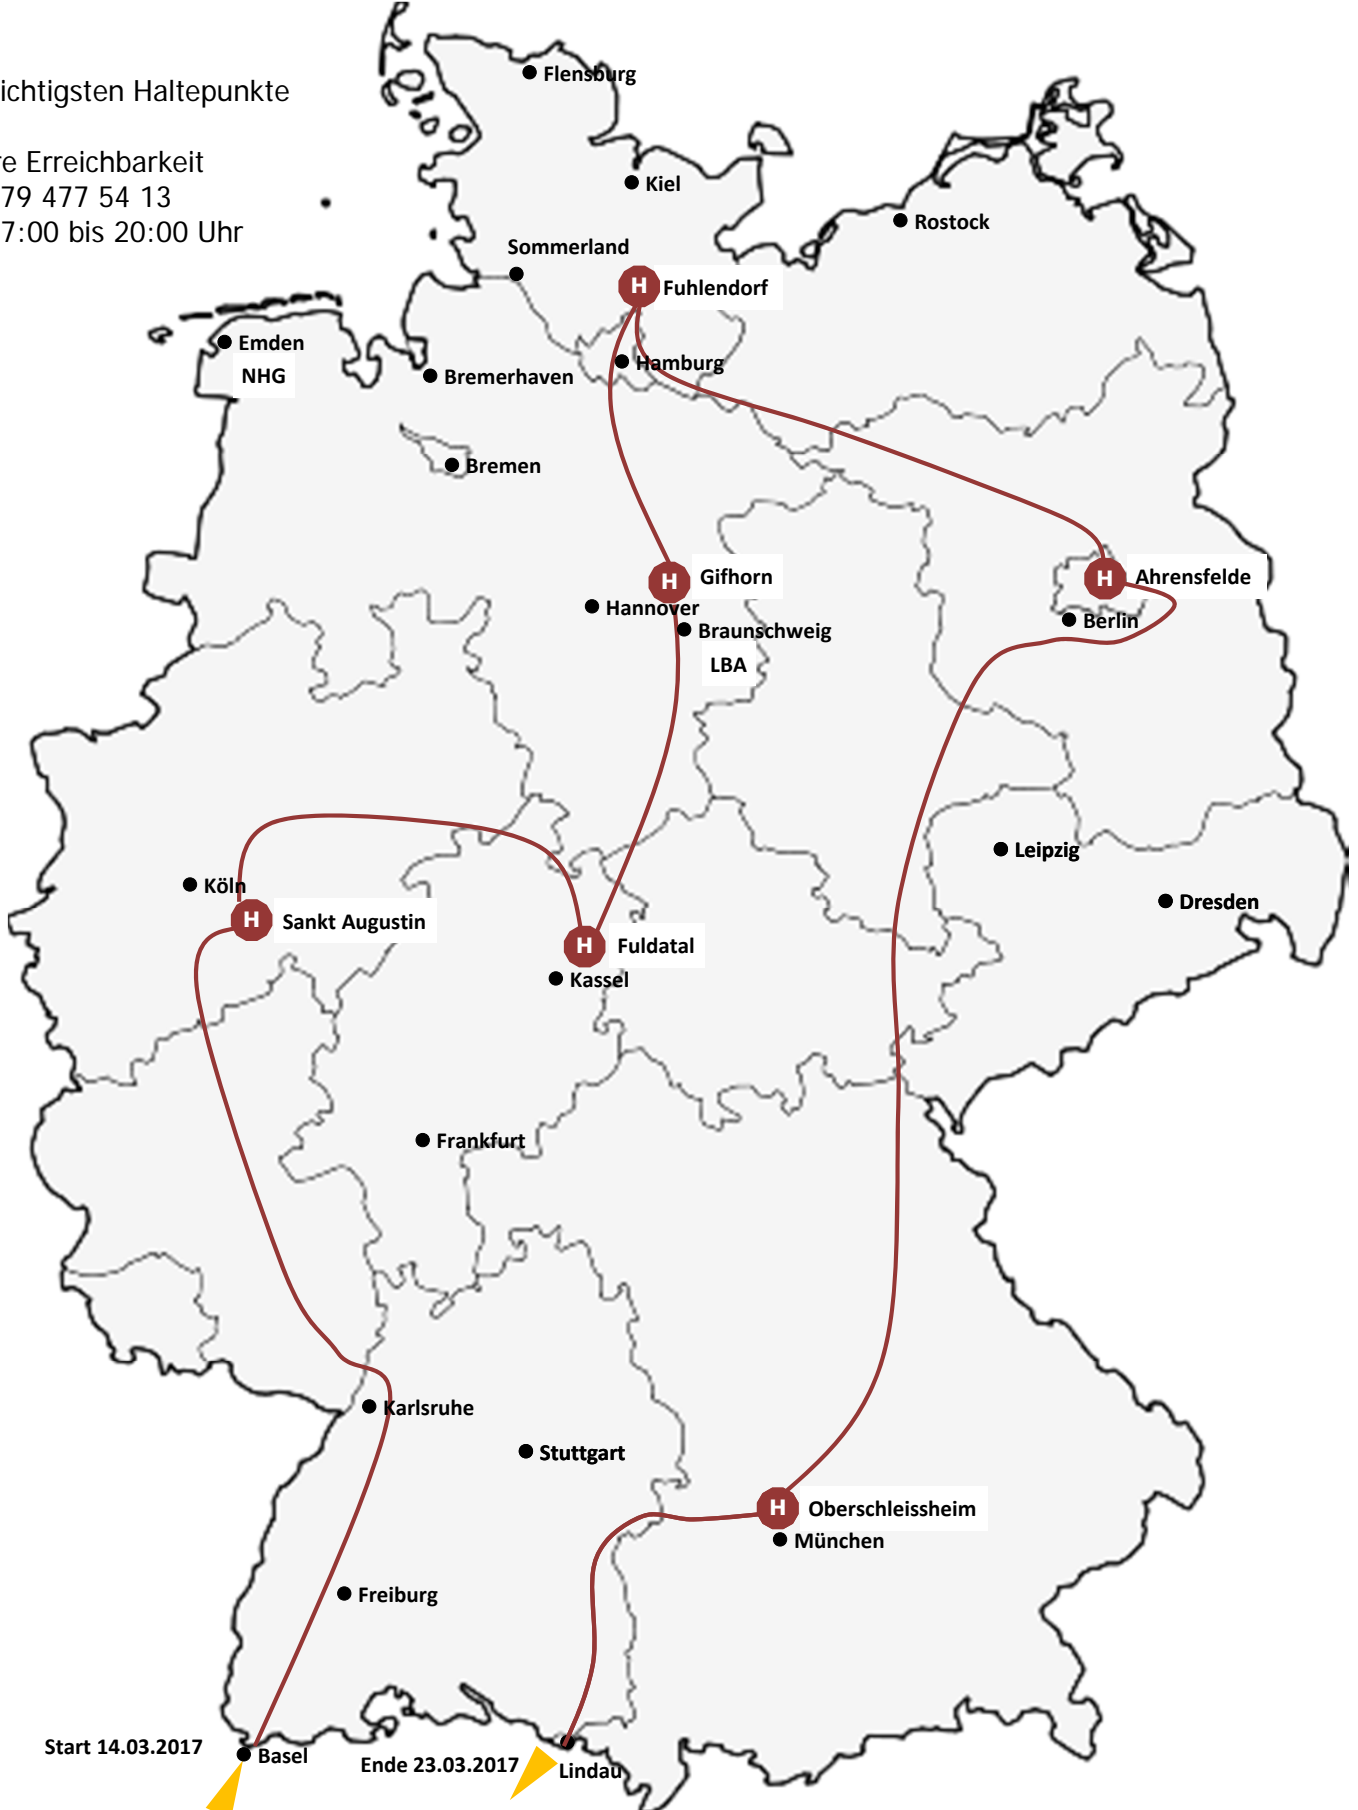 ichtigsten Haltepunkte
re Erreichbarkeit
79 477 54 13
7:00 bis 20:00 Uhr
Flensburg
Kiel
Rostock
Sommerland
H Fuhlendorf
Emden
NHG
Hamburg
Bremerhaven
Bremen
H Gifhorn
H Ahrensfelde
Hannover
Berlin
Braunschweig
LBA
Leipzig
Köln
Dresden
H Sankt Augustin
H Fuldatal
Kassel
Frankfurt
Karlsruhe
Stuttgart
H Oberschleissheim
München
Freiburg
Start 14.03.2017
Basel
Ende 23.03.2017
Lindau